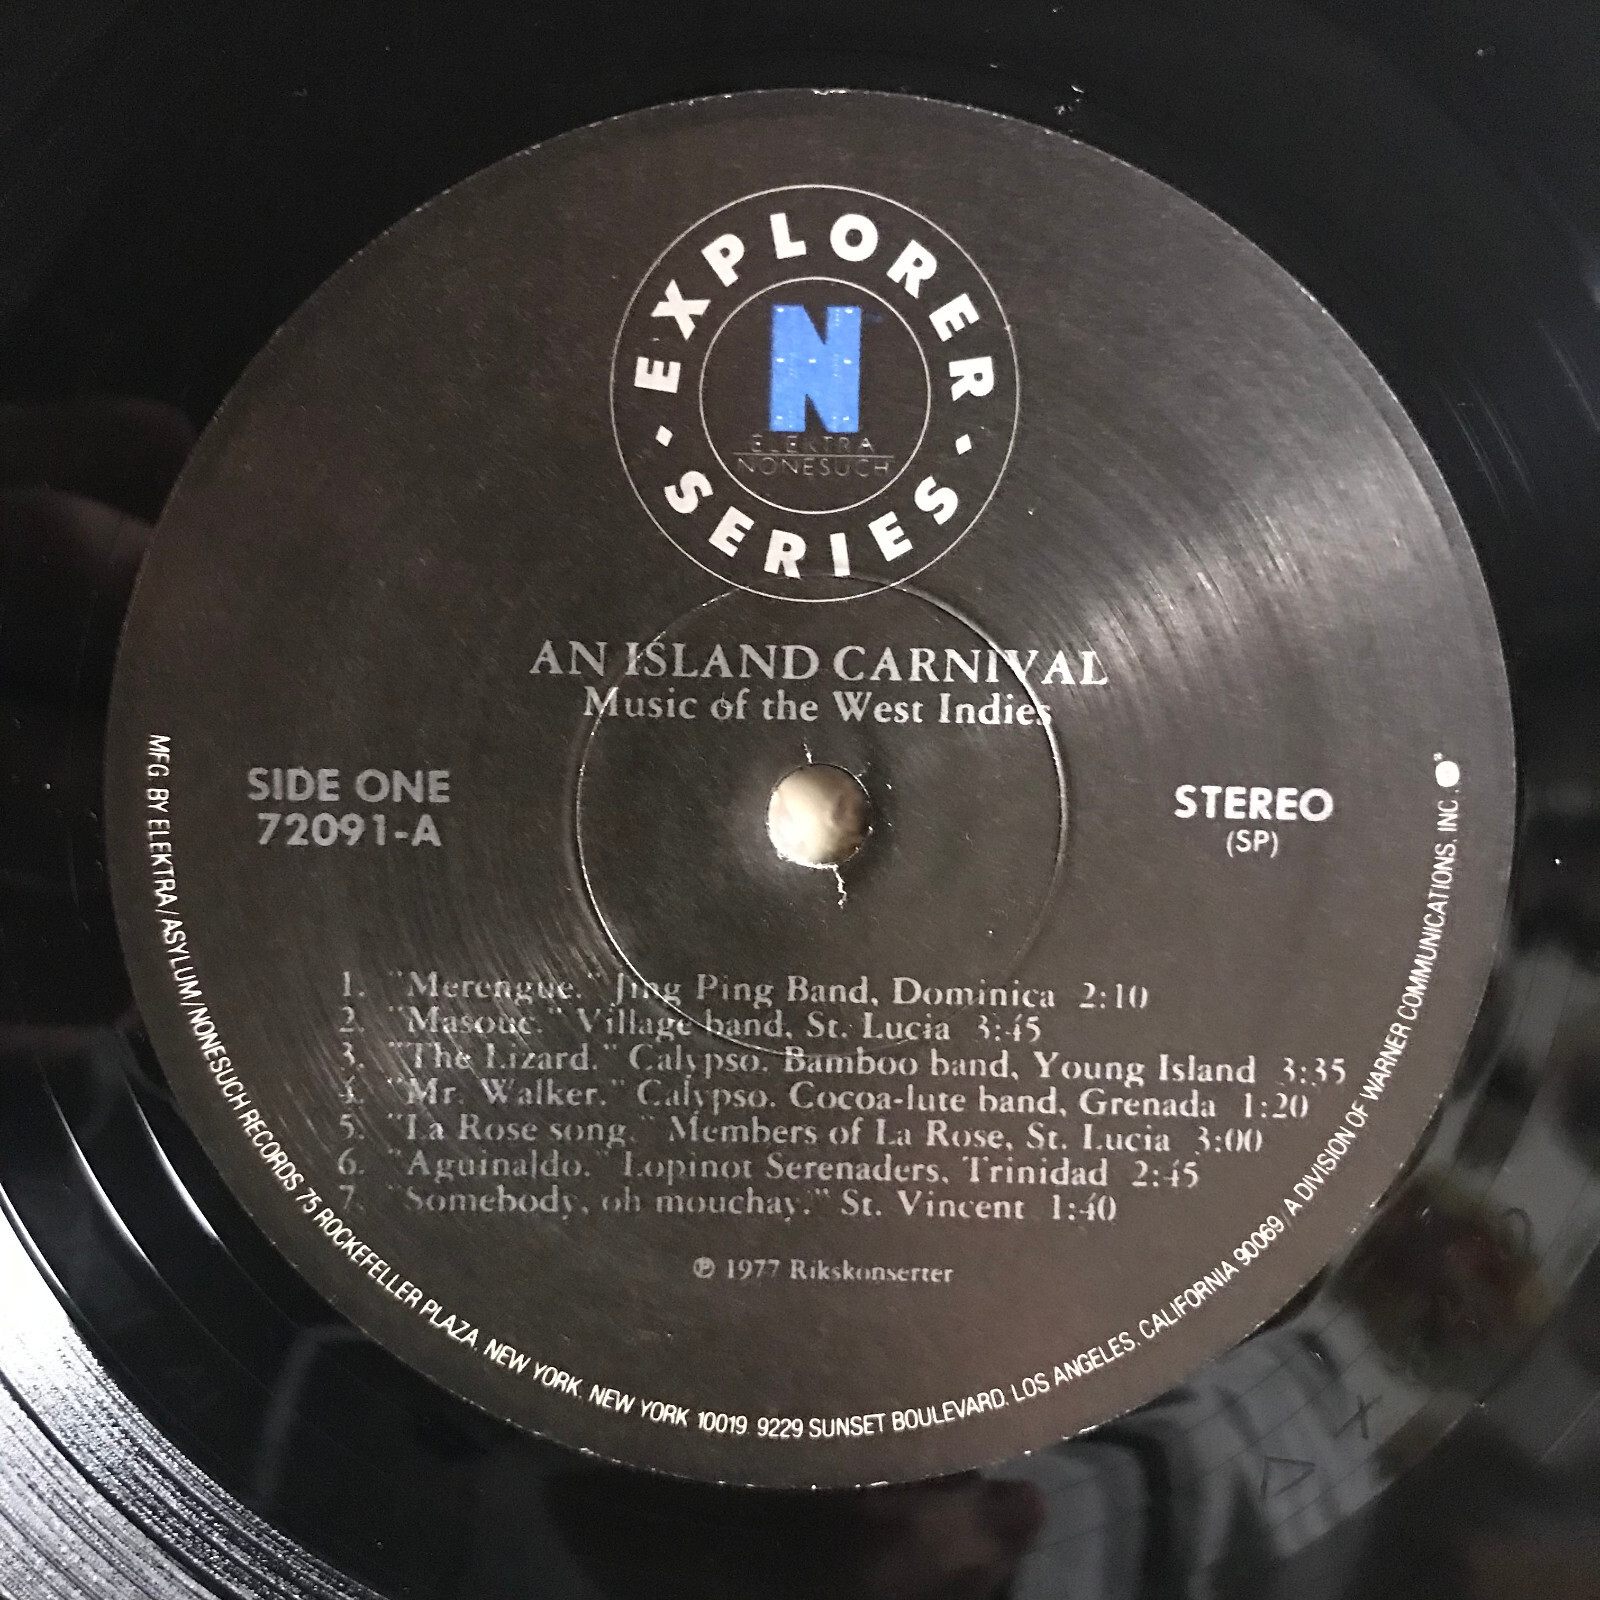 EXPLORER
N
ELEKTRA
NONESUCH
· SERIES ·
AN ISLAND CARNIVAL
Music of the West Indies
SIDE ONE
72091-A
STEREO
(SP)
1. "Merengue." Jing Ping Band, Dominica 2:10
2. "Masouc." Village band, St. Lucia 3:45
3. "The Lizard." Calypso. Bamboo band, Young Island 3:35
4. "Mr. Walker." Calypso. Cocoa-lute band, Grenada 1:20
5. "La Rose song." Members of La Rose, St. Lucia 3:00
6. "Aguinaldo." Lopinot Serenaders, Trinidad 2:45
7. "Somebody, oh mouchay." St. Vincent 1:40
℗ 1977 Rikskonserter
MFG. BY ELEKTRA/ASYLUM/NONESUCH RECORDS 75 ROCKEFELLER PLAZA, NEW YORK, NEW YORK 10019 9229 SUNSET BOULEVARD, LOS ANGELES, CALIFORNIA 90069/A DIVISION OF WARNER COMMUNICATIONS, INC.